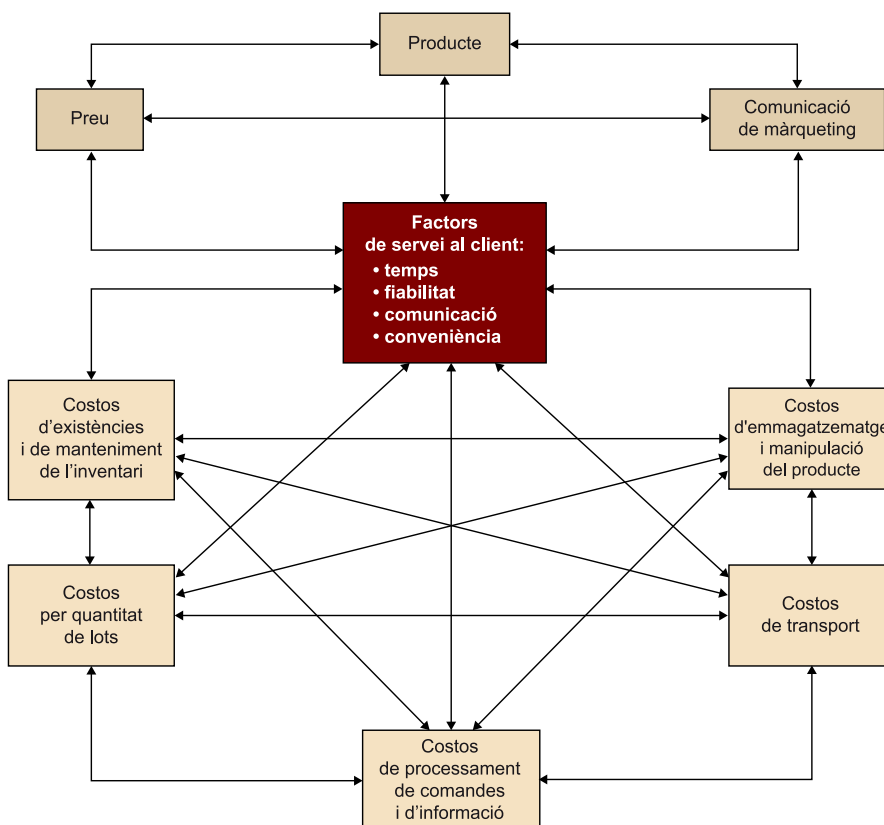 Producte
Preu
Comunicació
de màrqueting
Factors
de servei al client:
• temps
• fiabilitat
• comunicació
• conveniència
Costos
d’existències
i de manteniment
de l’inventari
Costos
d'emmagatzematge
i manipulació
del producte
Costos
per quantitat
de lots
Costos
de transport
Costos
de processament
de comandes
i d’informació